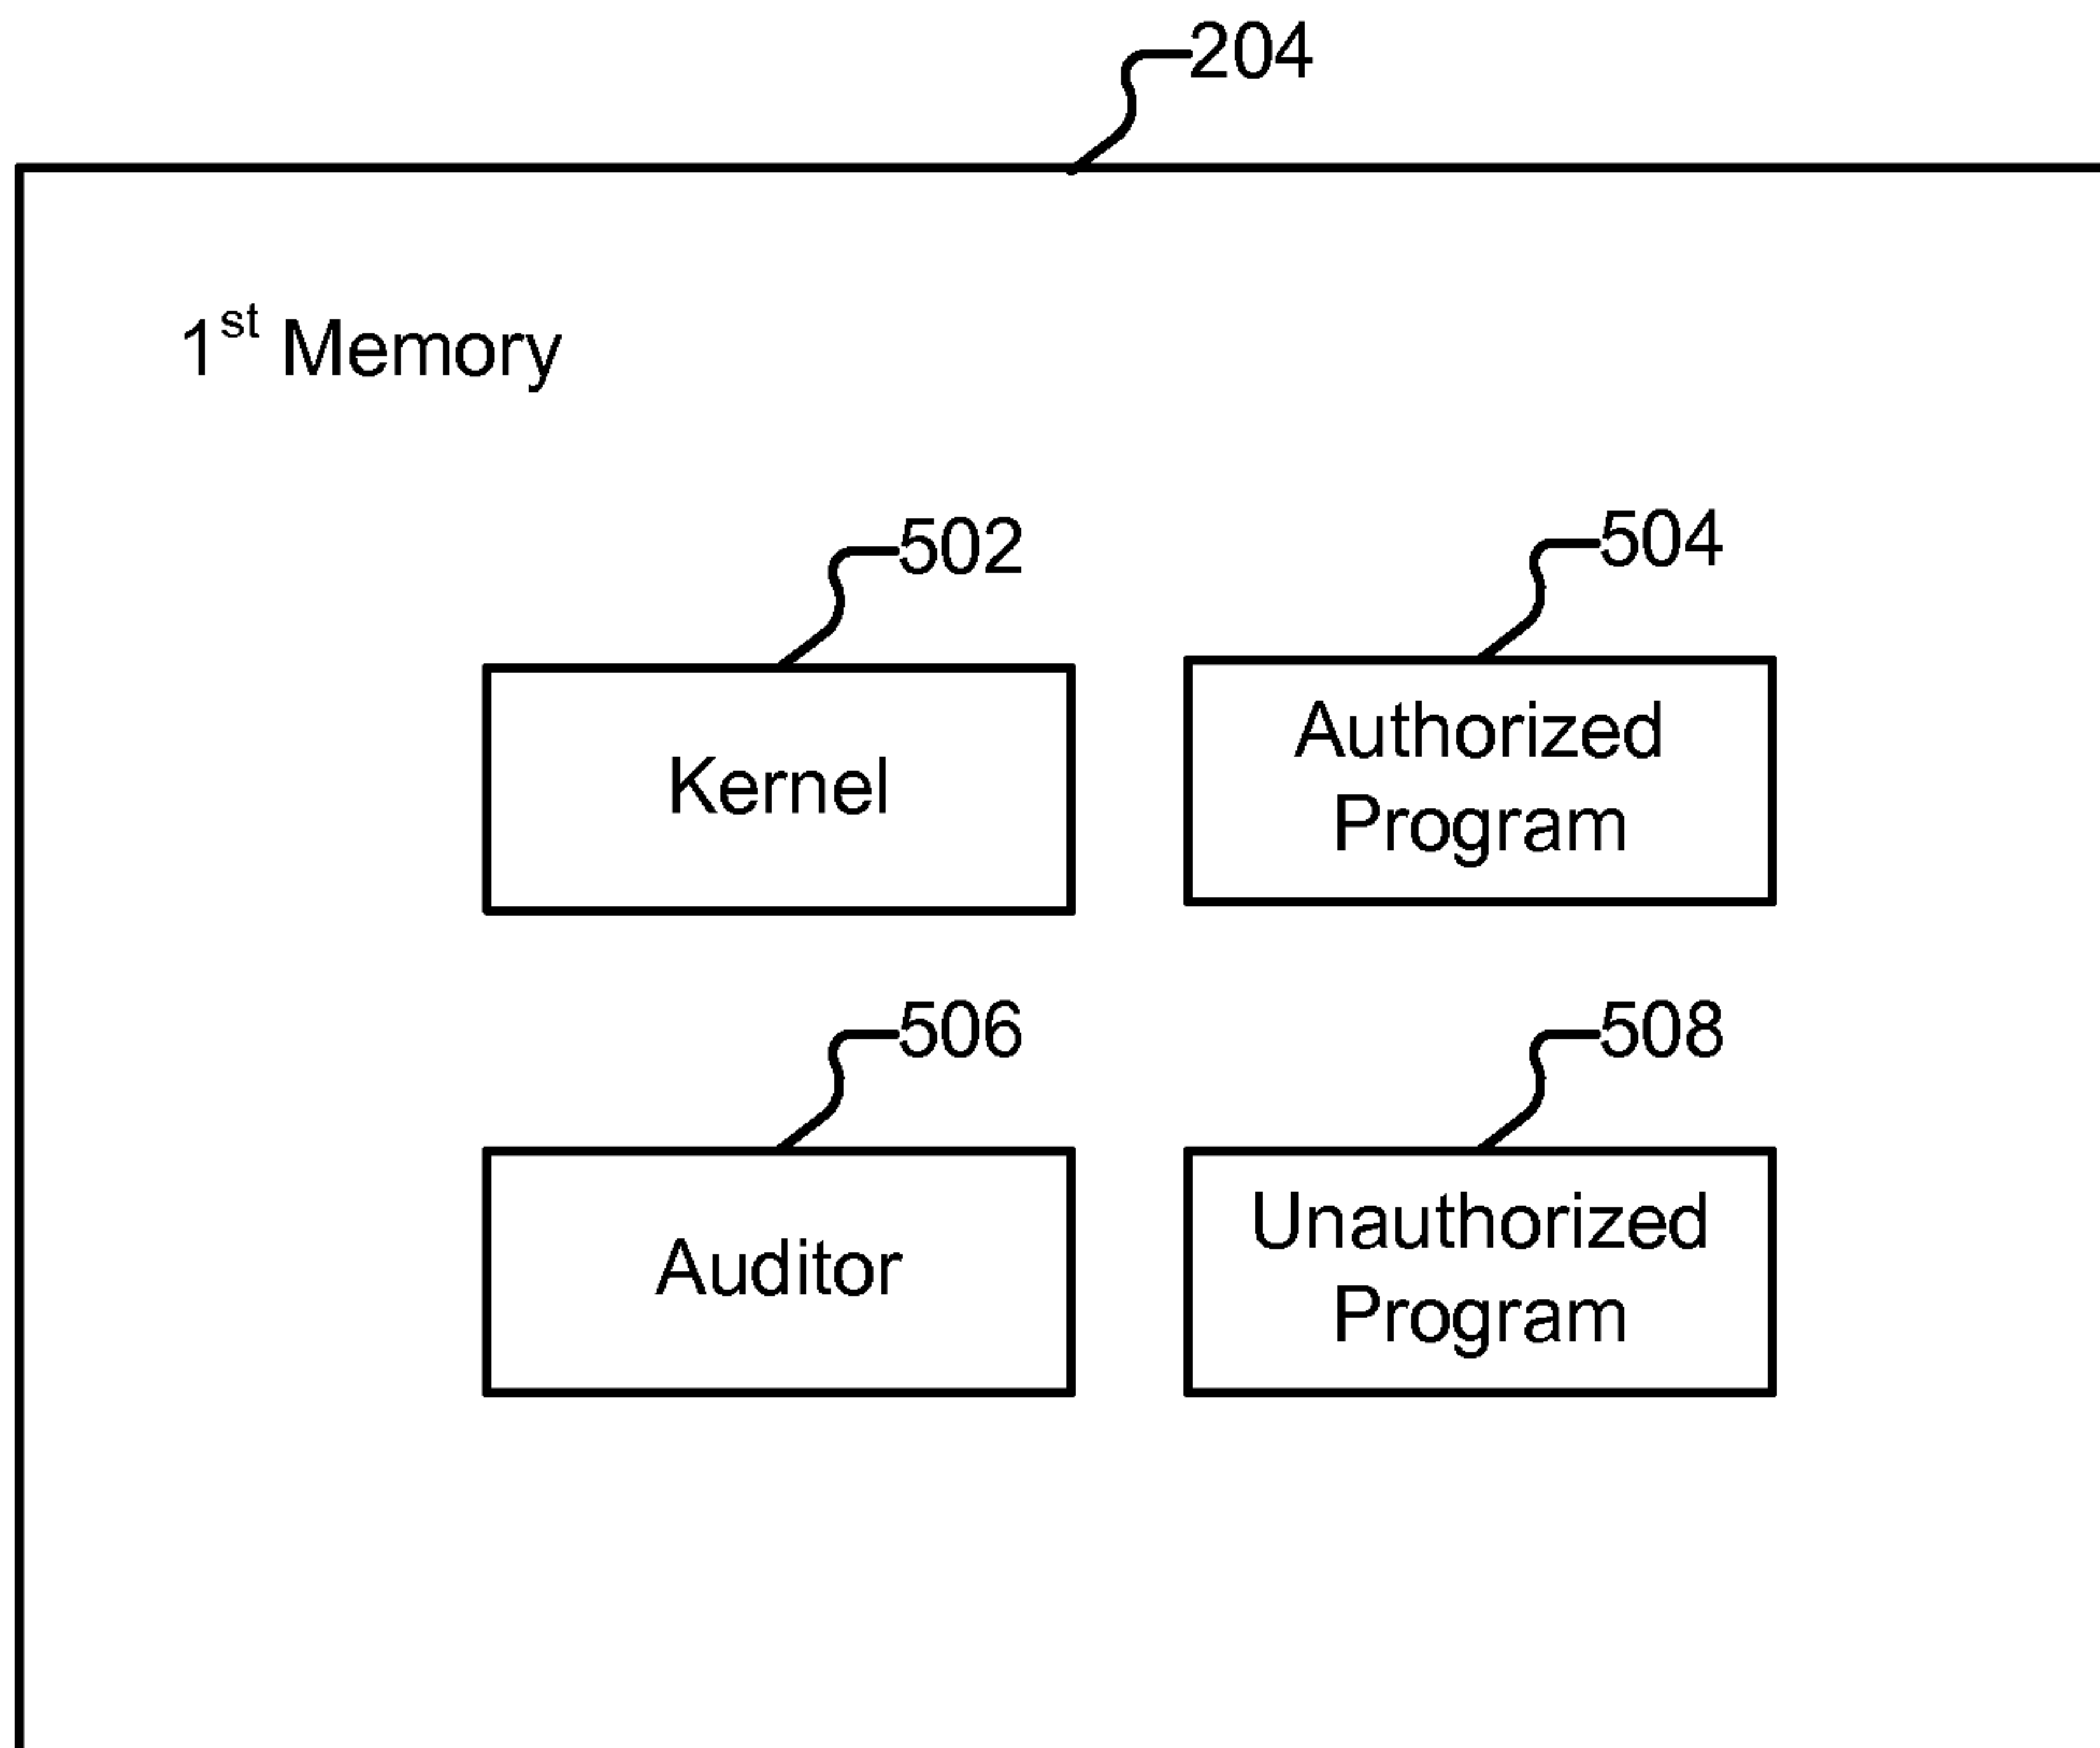 204
1st Memory
502
504
Kernel
Authorized
Program
506
508
Auditor
Unauthorized
Program